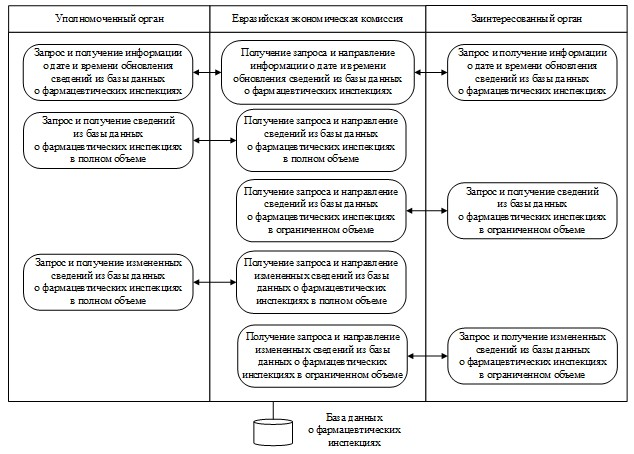 Уполномоченный орган
Евразийская экономическая комиссия
Заинтересованный орган
Запрос и получение информации
о дате и времени обновления
сведений из базы данных
о фармацевтических инспекциях
Получение запроса и направление
информации о дате и времени
обновления сведений из базы данных
о фармацевтических инспекциях
Запрос и получение информации
о дате и времени обновления
сведений из базы данных
о фармацевтических инспекциях
Запрос и получение сведений
из базы данных
о фармацевтических инспекциях
в полном объеме
Получение запроса и направление
сведений из базы данных
о фармацевтических инспекциях
в полном объеме
Получение запроса и направление
сведений из базы данных
о фармацевтических инспекциях
в ограниченном объеме
Запрос и получение сведений
из базы данных
о фармацевтических инспекциях
в ограниченном объеме
Запрос и получение измененных
сведений из базы данных
о фармацевтических инспекциях
в полном объеме
Получение запроса и направление
измененных сведений из базы
данных о фармацевтических
инспекциях в полном объеме
Получение запроса и направление
измененных сведений из базы
данных о фармацевтических
инспекциях в ограниченном объеме
Запрос и получение измененных
сведений из базы данных
о фармацевтических инспекциях
в ограниченном объеме
База данных
о фармацевтических
инспекциях